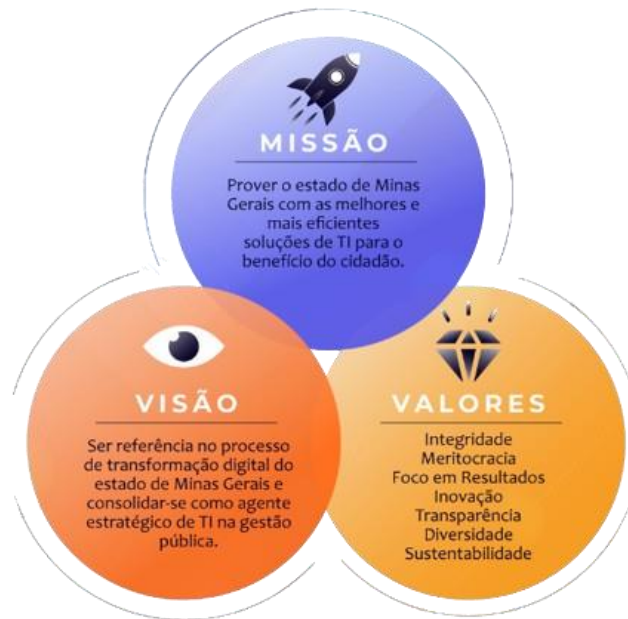 MISSÃO
Prover o estado de Minas
Gerais com as melhores e
mais eficientes
soluções de TI para o
benefício do cidadão.
VISÃO
Ser referência no processo
de transformação digital do
estado de Minas Gerais e
consolidar-se como agente
estratégico de TI na gestão
pública.
VALORES
Integridade
Meritocracia
Foco em Resultados
Inovação
Transparência
Diversidade
Sustentabilidade